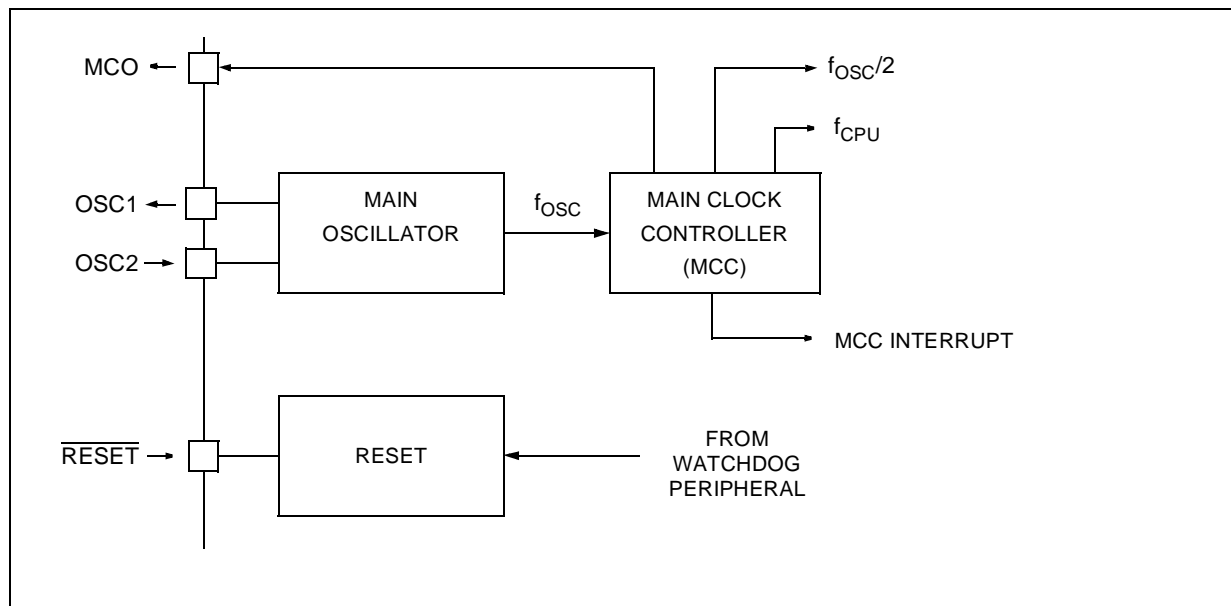 MCO
f_OSC/2
f_CPU
OSC1
MAIN
OSCILLATOR
f_OSC
MAIN CLOCK
CONTROLLER
(MCC)
OSC2
MCC INTERRUPT
RESET
RESET
FROM
WATCHDOG
PERIPHERAL